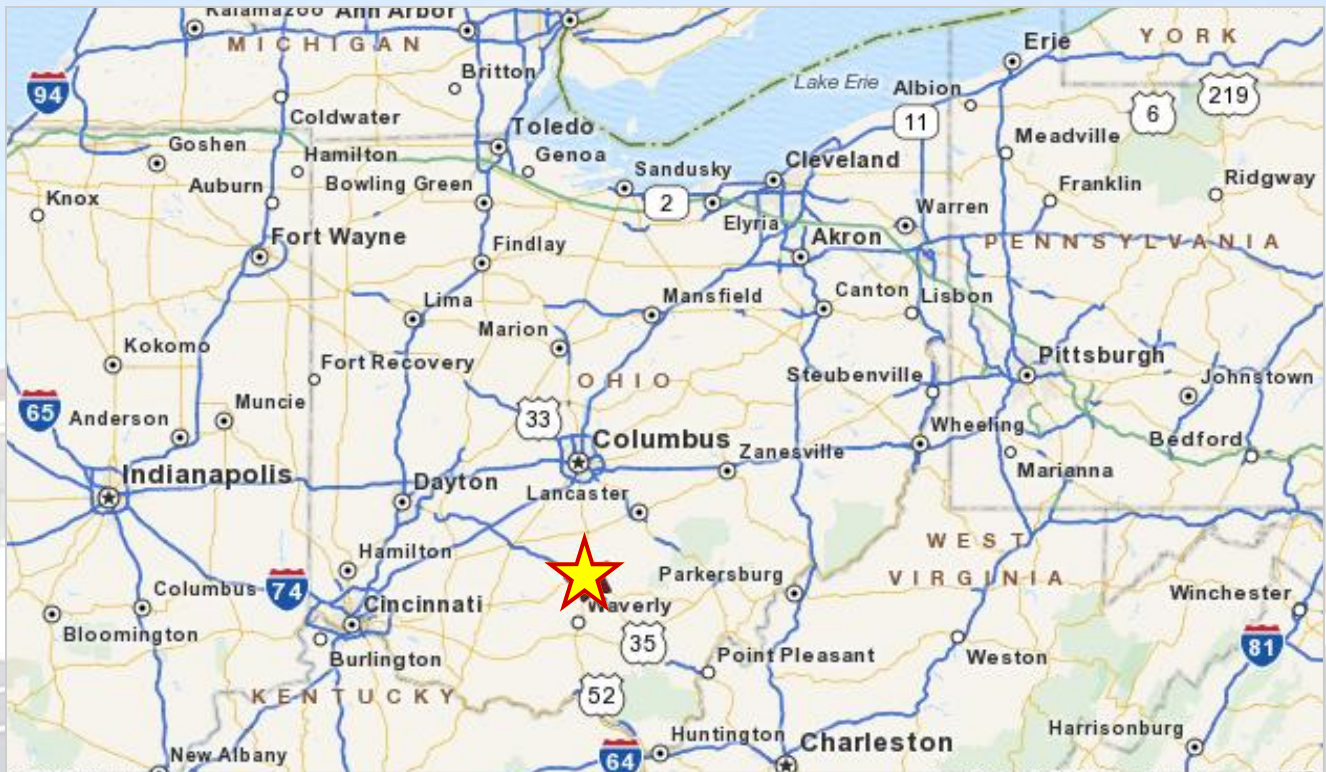 Kalamazoo
Ann Arbor
MICHIGAN
Erie
YORK
Britton
94
Lake Erie
Albion
219
6
Coldwater
11
Toledo
Meadville
Goshen
Hamilton
Genoa
Sandusky
Cleveland
Auburn
Bowling Green
Franklin
Ridgway
Knox
2
Elyria
Warren
Fort Wayne
Findlay
Akron
PENNSYLVANIA
Lima
Mansfield
Canton
Lisbon
Marion
Kokomo
Fort Recovery
Pittsburgh
OHIO
Steubenville
Johnstown
65
Anderson
Muncie
33
Wheeling
Columbus
Zanesville
Bedford
Indianapolis
Dayton
Lancaster
Marianna
WEST
VIRGINIA
Hamilton
Parkersburg
Columbus
74
Cincinnati
Waverly
Winchester
Bloomington
35
81
Burlington
Point Pleasant
Weston
KENTUCKY
52
Harrisonburg
New Albany
64
Huntington
Charleston